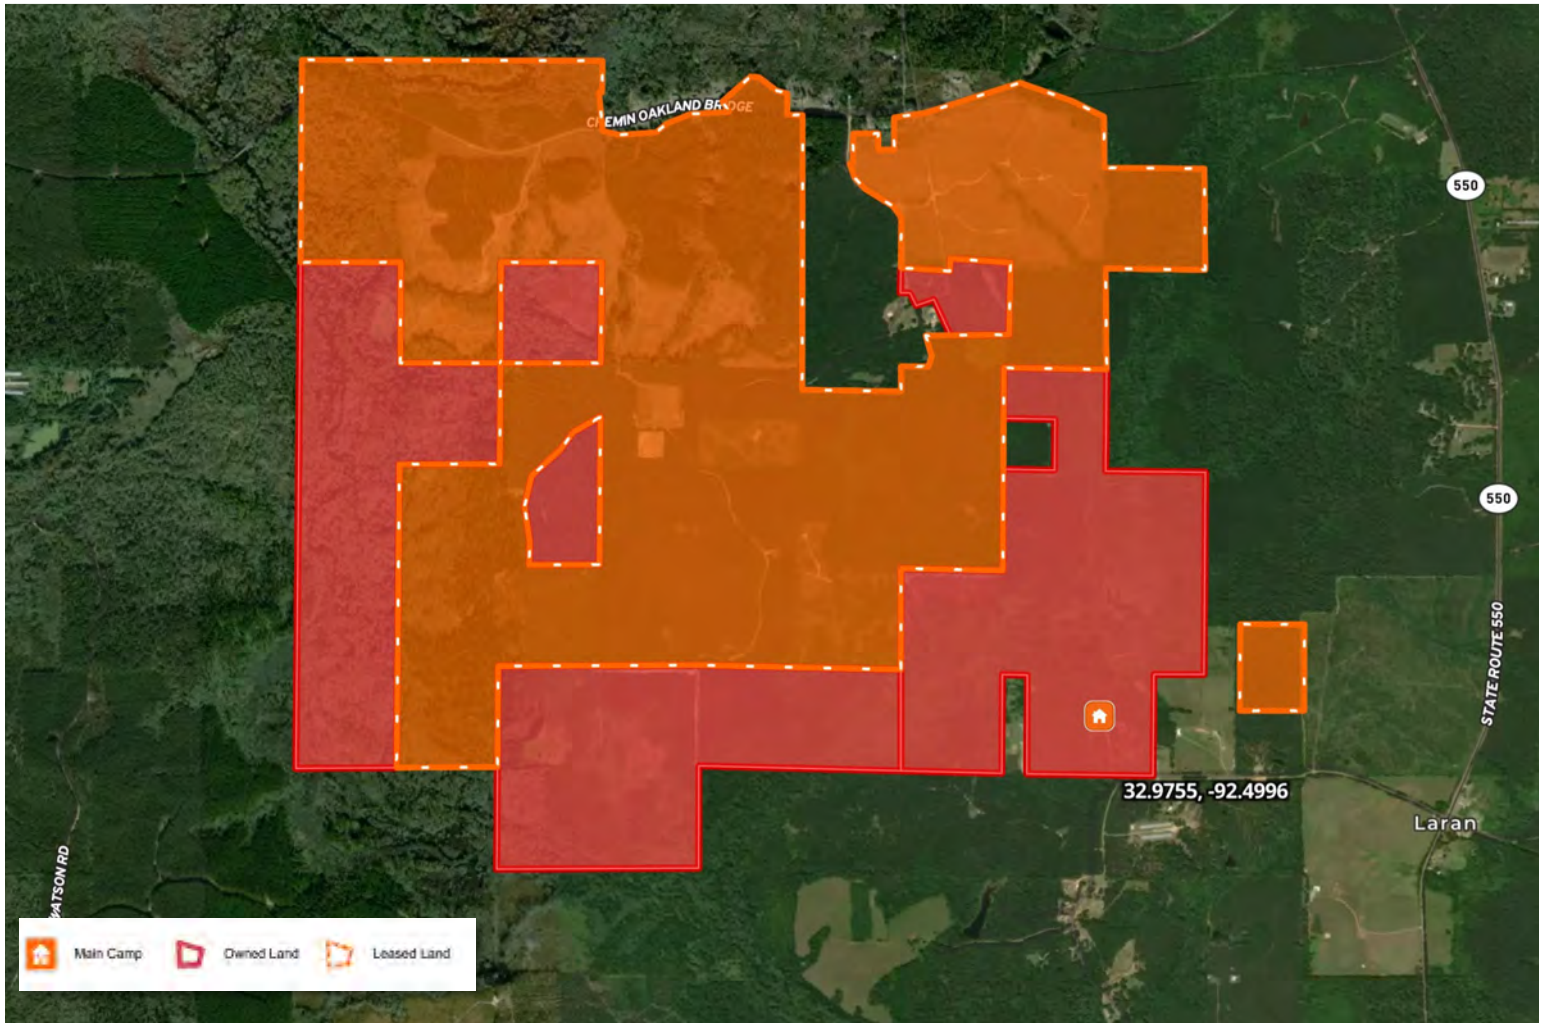 CHEMIN OAKLAND BRIDGE
550
550
STATE ROUTE 550
32.9755, -92.4996
Laran
WATSON RD
Main Camp
Owned Land
Leased Land